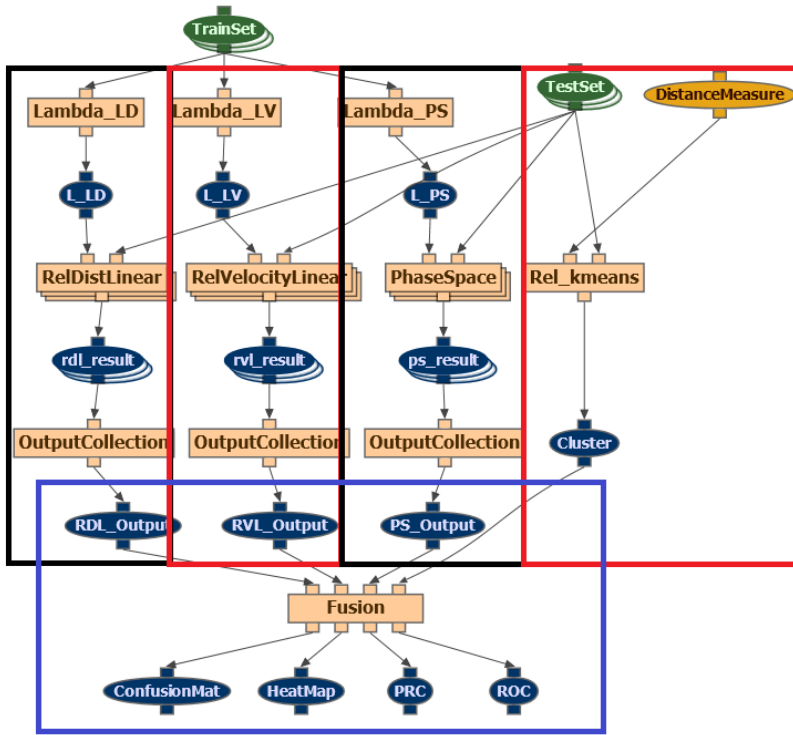 TrainSet
TestSet
DistanceMeasure
Lambda_LD
Lambda_LV
Lambda_PS
L_LD
L_LV
L_PS
RelDistLinear
RelVelocityLinear
PhaseSpace
Rel_kmeans
rdl_result
rvl_result
ps_result
OutputCollection
OutputCollection
OutputCollection
Cluster
RDL_Output
RVL_Output
PS_Output
Fusion
ConfusionMat
HeatMap
PRC
ROC